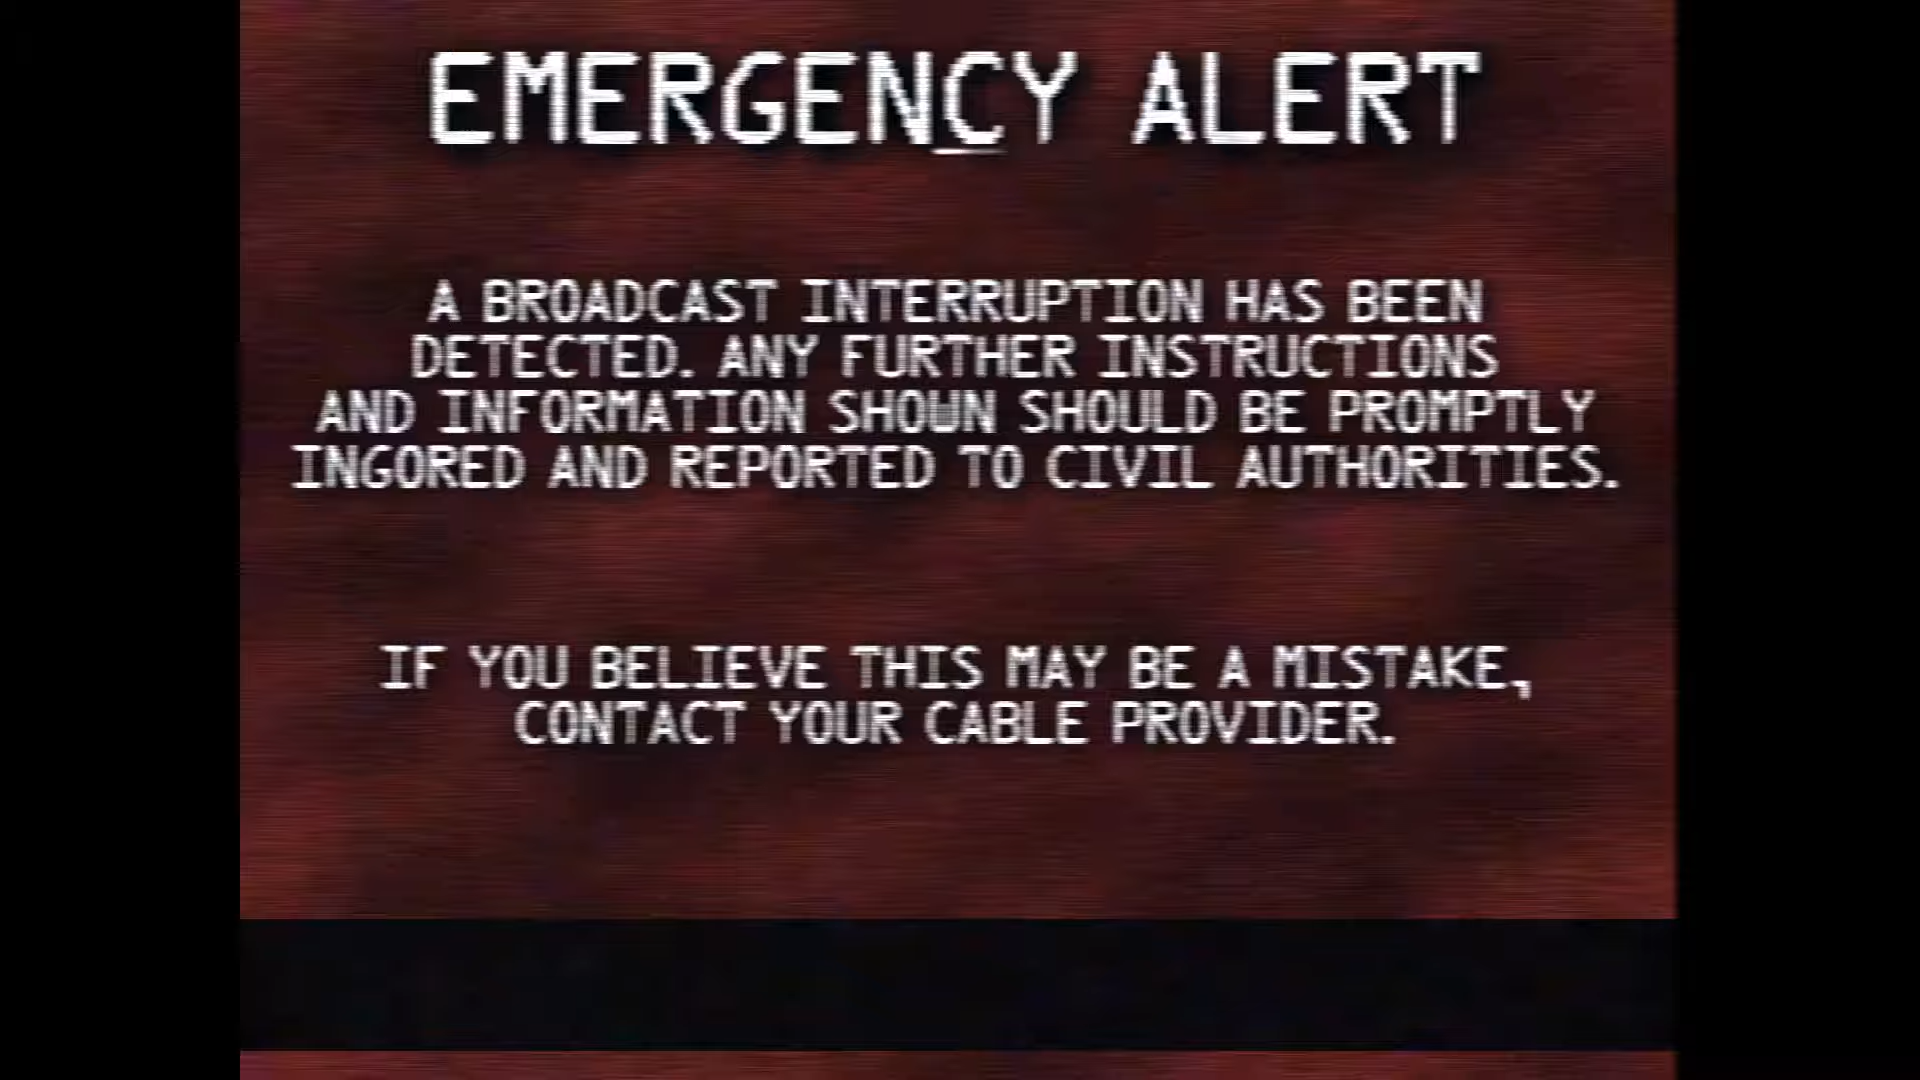 EMERGENCY ALERT
A BROADCAST INTERRUPTION HAS BEEN
DETECTED. ANY FURTHER INSTRUCTIONS
AND INFORMATION SHOWN SHOULD BE PROMPTLY
INGORED AND REPORTED TO CIVIL AUTHORITIES.
IF YOU BELIEVE THIS MAY BE A MISTAKE,
CONTACT YOUR CABLE PROVIDER.